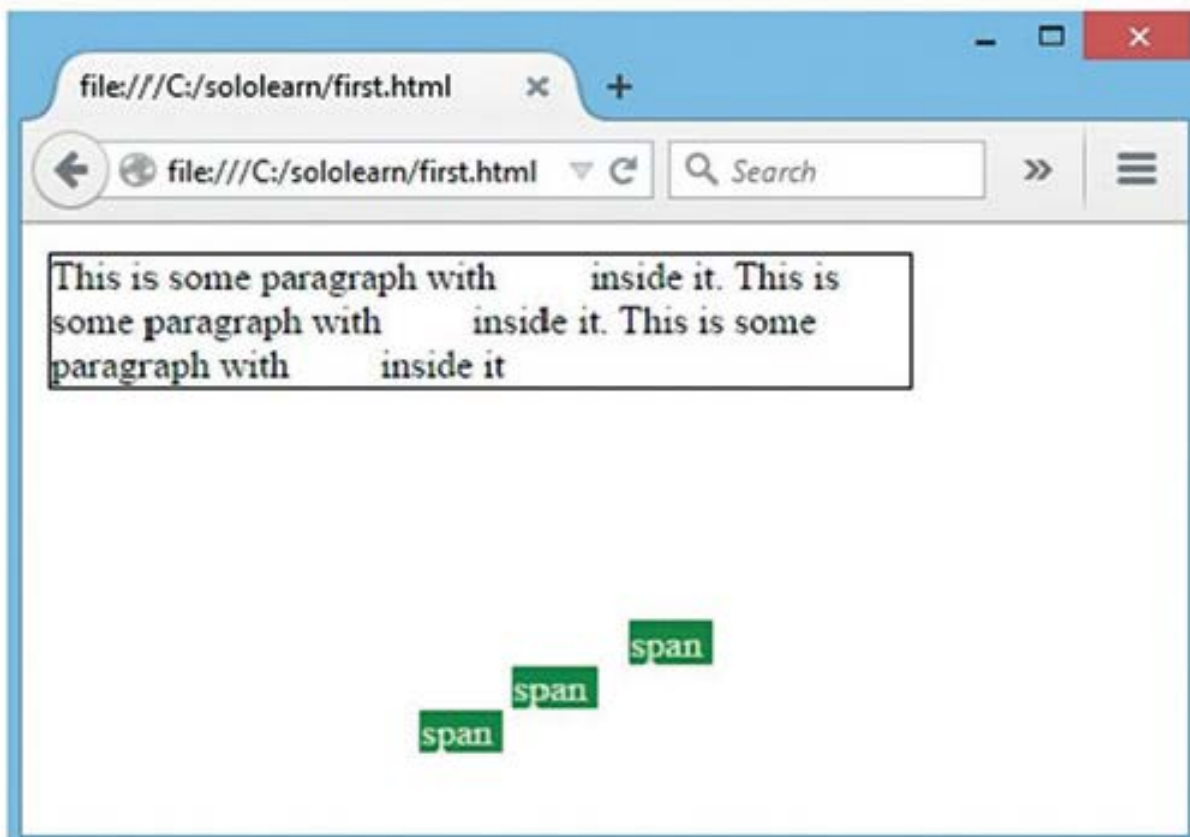 file:///C:/sololearn/first.html
file:///C:/sololearn/first.html Search
This is some paragraph with inside it. This is
some paragraph with inside it. This is some
paragraph with inside it
span
span
span